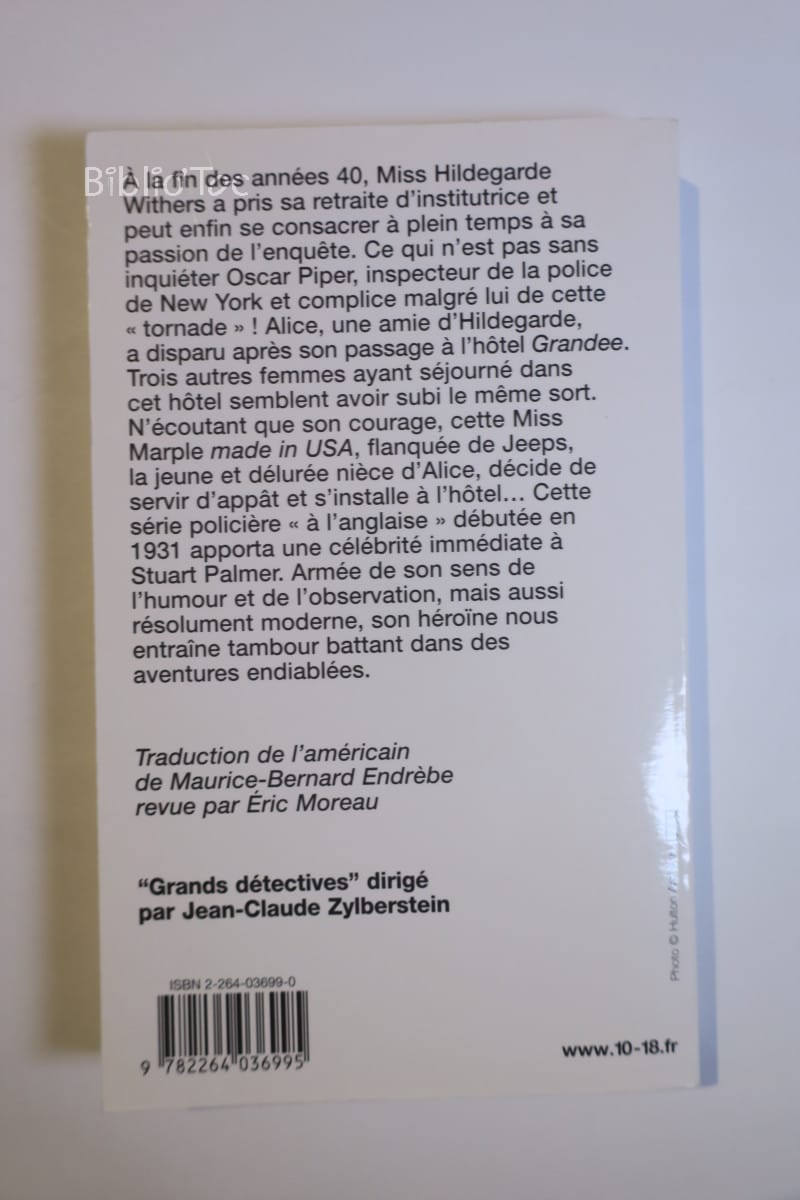 Biblio'Toc
À la fin des années 40, Miss Hildegarde
Withers a pris sa retraite d'institutrice et
peut enfin se consacrer à plein temps à sa
passion de l'enquête. Ce qui n'est pas sans
inquiéter Oscar Piper, inspecteur de la police
de New York et complice malgré lui de cette
« tornade » ! Alice, une amie d'Hildegarde,
a disparu après son passage à l'hôtel Grandee.
Trois autres femmes ayant séjourné dans
cet hôtel semblent avoir subi le même sort.
N'écoutant que son courage, cette Miss
Marple made in USA, flanquée de Jeeps,
la jeune et délurée nièce d'Alice, décide de
servir d'appât et s'installe à l'hôtel... Cette
série policière « à l'anglaise » débutée en
1931 apporta une célébrité immédiate à
Stuart Palmer. Armée de son sens de
l'humour et de l'observation, mais aussi
résolument moderne, son héroïne nous
entraîne tambour battant dans des
aventures endiablées.
Traduction de l'américain
de Maurice-Bernard Endrèbe
revue par Éric Moreau
"Grands détectives" dirigé
par Jean-Claude Zylberstein
Photo © Hulton /
ISBN 2-264-03699-0
9 782264 036995
www.10-18.fr